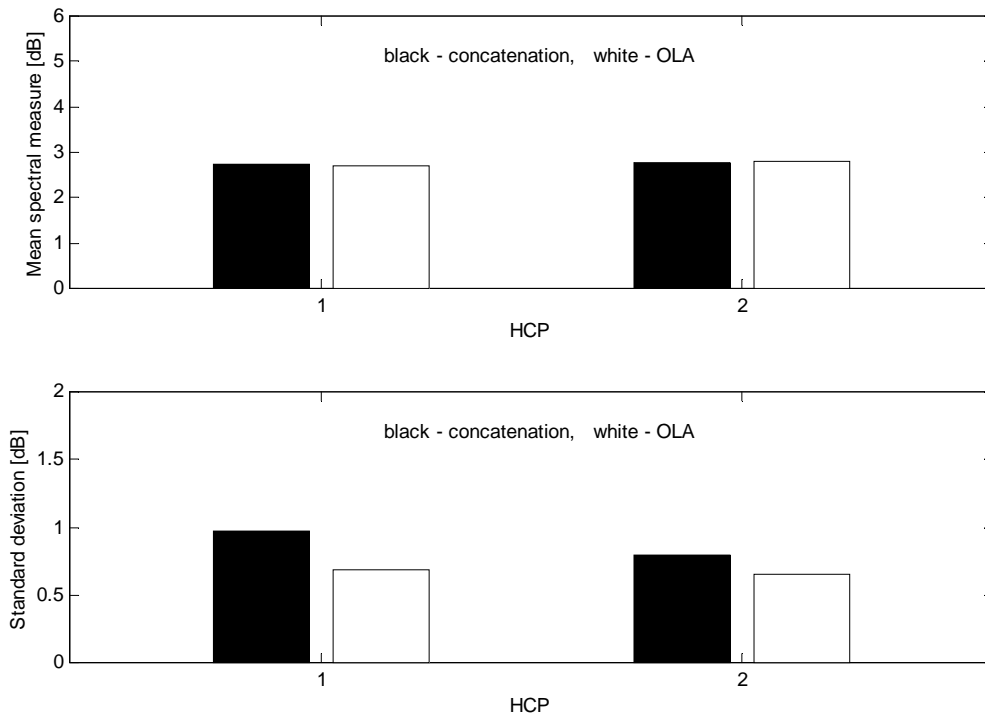 6
5
4
3
2
1
0
Mean spectral measure [dB]
black - concatenation, white - OLA
1
2
HCP
2
1.5
1
0.5
0
Standard deviation [dB]
black - concatenation, white - OLA
1
2
HCP